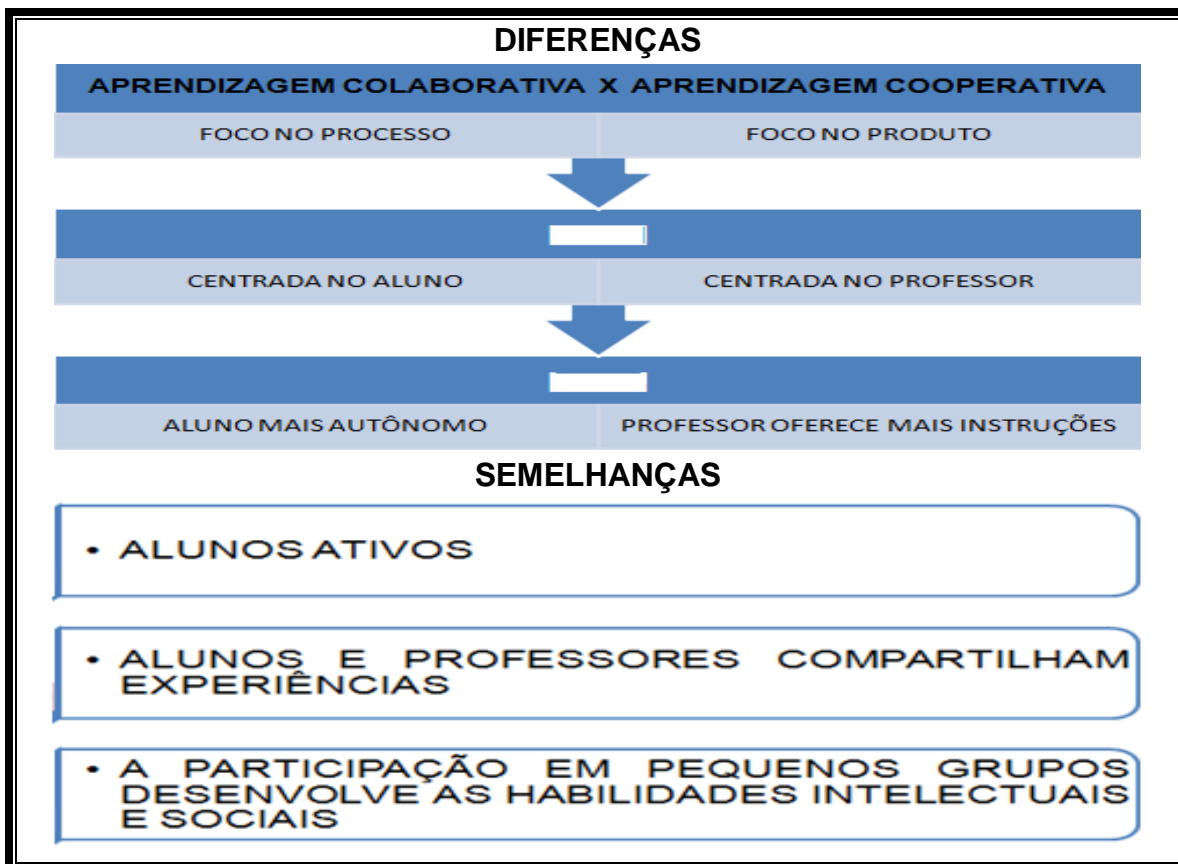 DIFERENÇAS
APRENDIZAGEM COLABORATIVA X APRENDIZAGEM COOPERATIVA
FOCO NO PROCESSO FOCO NO PRODUTO
CENTRADA NO ALUNO CENTRADA NO PROFESSOR
ALUNO MAIS AUTÔNOMO PROFESSOR OFERECE MAIS INSTRUÇÕES
SEMELHANÇAS
• ALUNOS ATIVOS
• ALUNOS E PROFESSORES COMPARTILHAM
EXPERIÊNCIAS
• A PARTICIPAÇÃO EM PEQUENOS GRUPOS
DESENVOLVE AS HABILIDADES INTELECTUAIS
E SOCIAIS